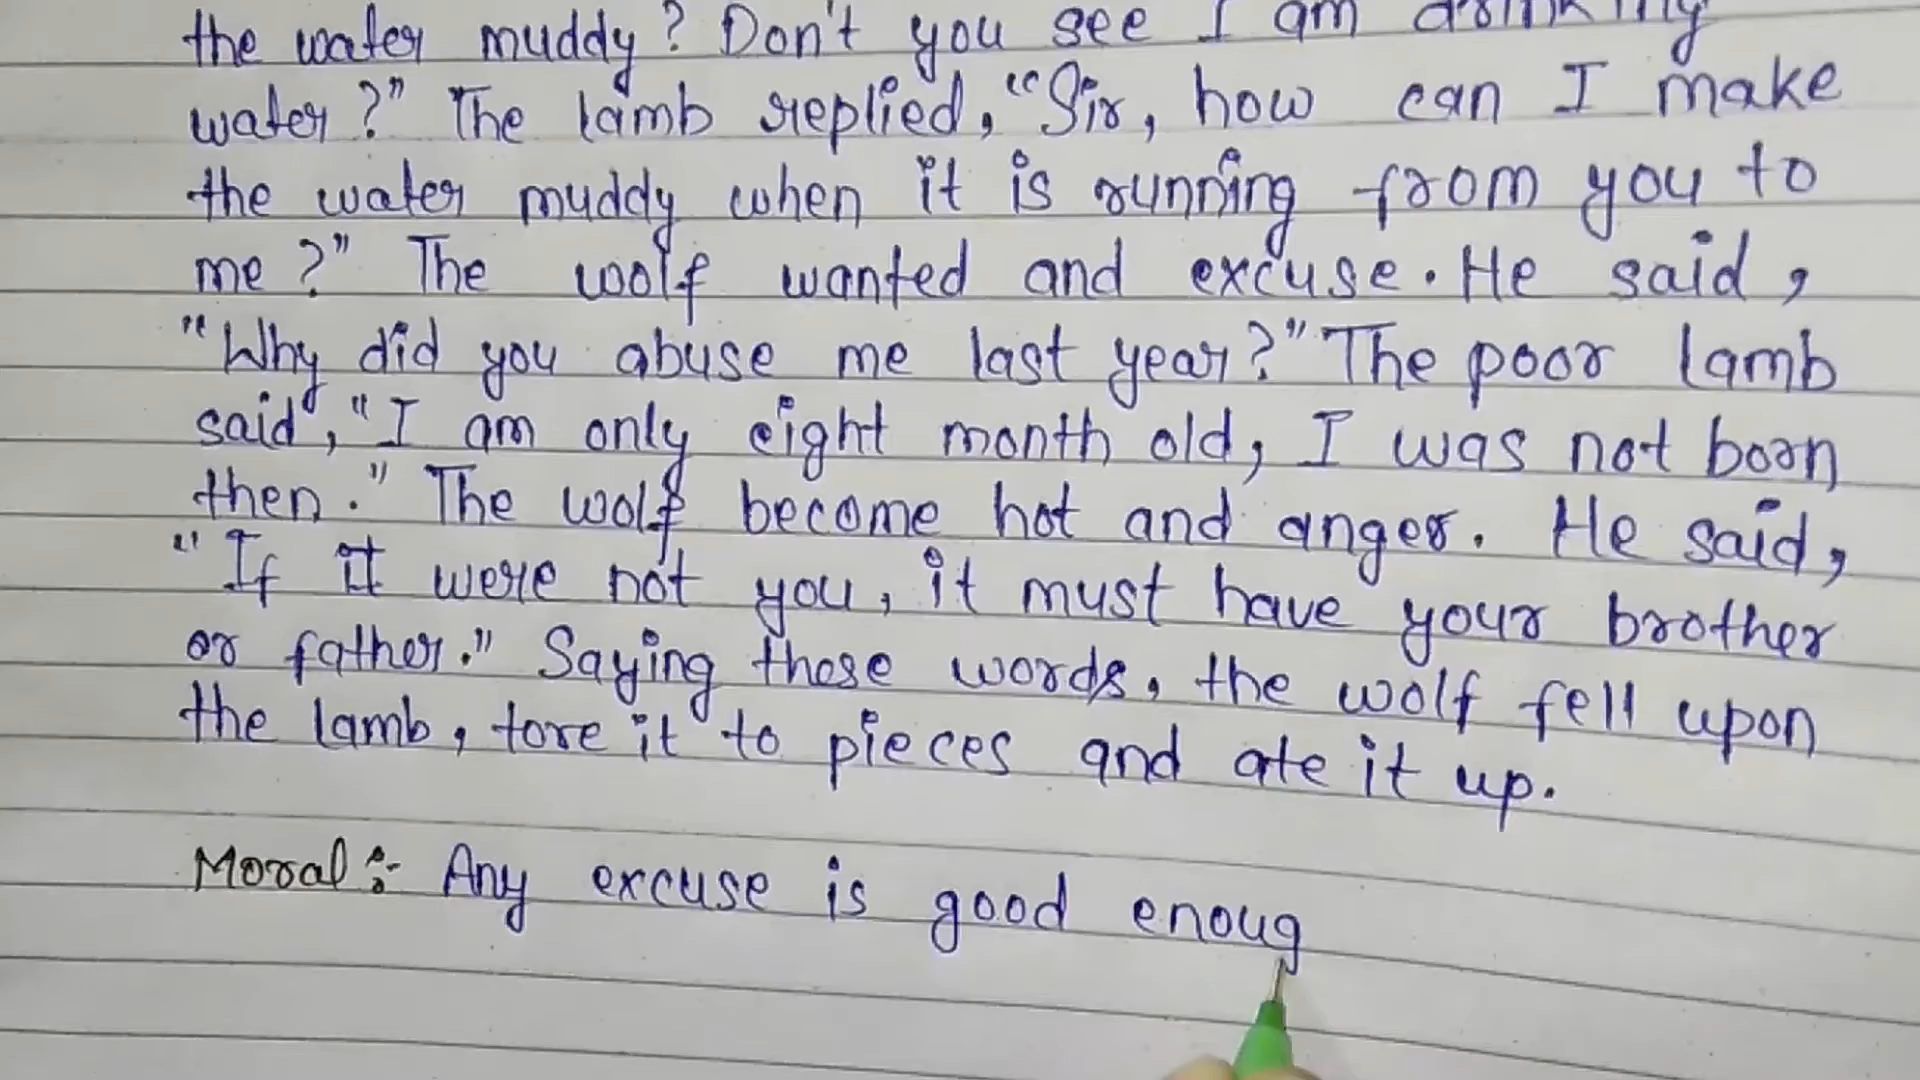 the water muddy? Don't you see I am drinking
water?" The lamb replied, "Sir, how can I make
the water muddy when it is running from you to
me?" The wolf wanted and excuse. He said,
"Why did you abuse me last year?" The poor lamb
said, "I am only eight month old, I was not born
then." The wolf become hot and anger. He said,
"If it were not you, it must have your brother
or father." Saying these words, the wolf fell upon
the lamb, tore it to pieces and ate it up.
Moral:- Any excuse is good enoug